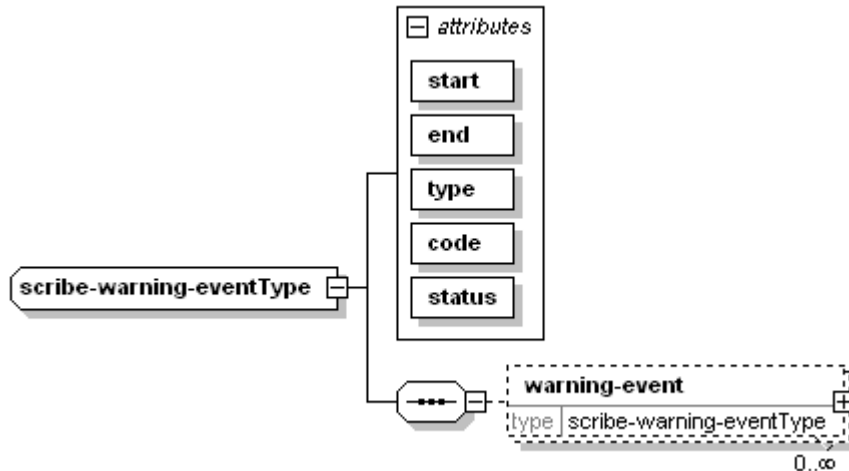 attributes
start
end
type
code
status
scribe-warning-eventType
warning-event
type scribe-warning-eventType
0..∞